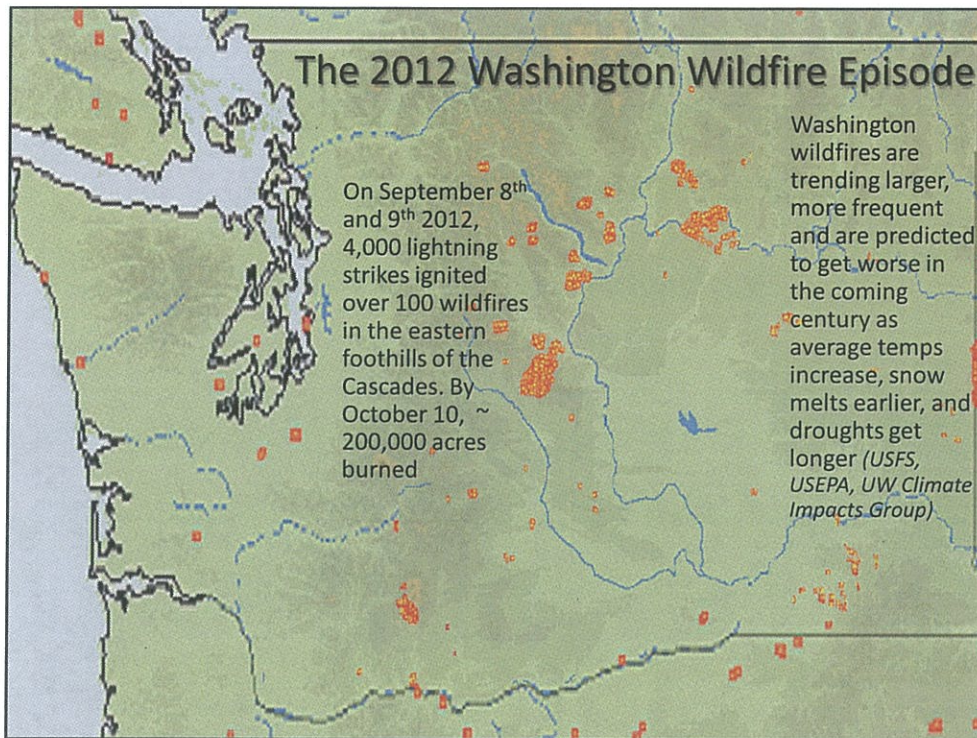 The 2012 Washington Wildfire Episode
On September 8th
and 9th 2012,
4,000 lightning
strikes ignited
over 100 wildfires
in the eastern
foothills of the
Cascades. By
October 10, ~
200,000 acres
burned
Washington
wildfires are
trending larger,
more frequent
and are predicted
to get worse in
the coming
century as
average temps
increase, snow
melts earlier, and
droughts get
longer (USFS,
USEPA, UW Climate
Impacts Group)